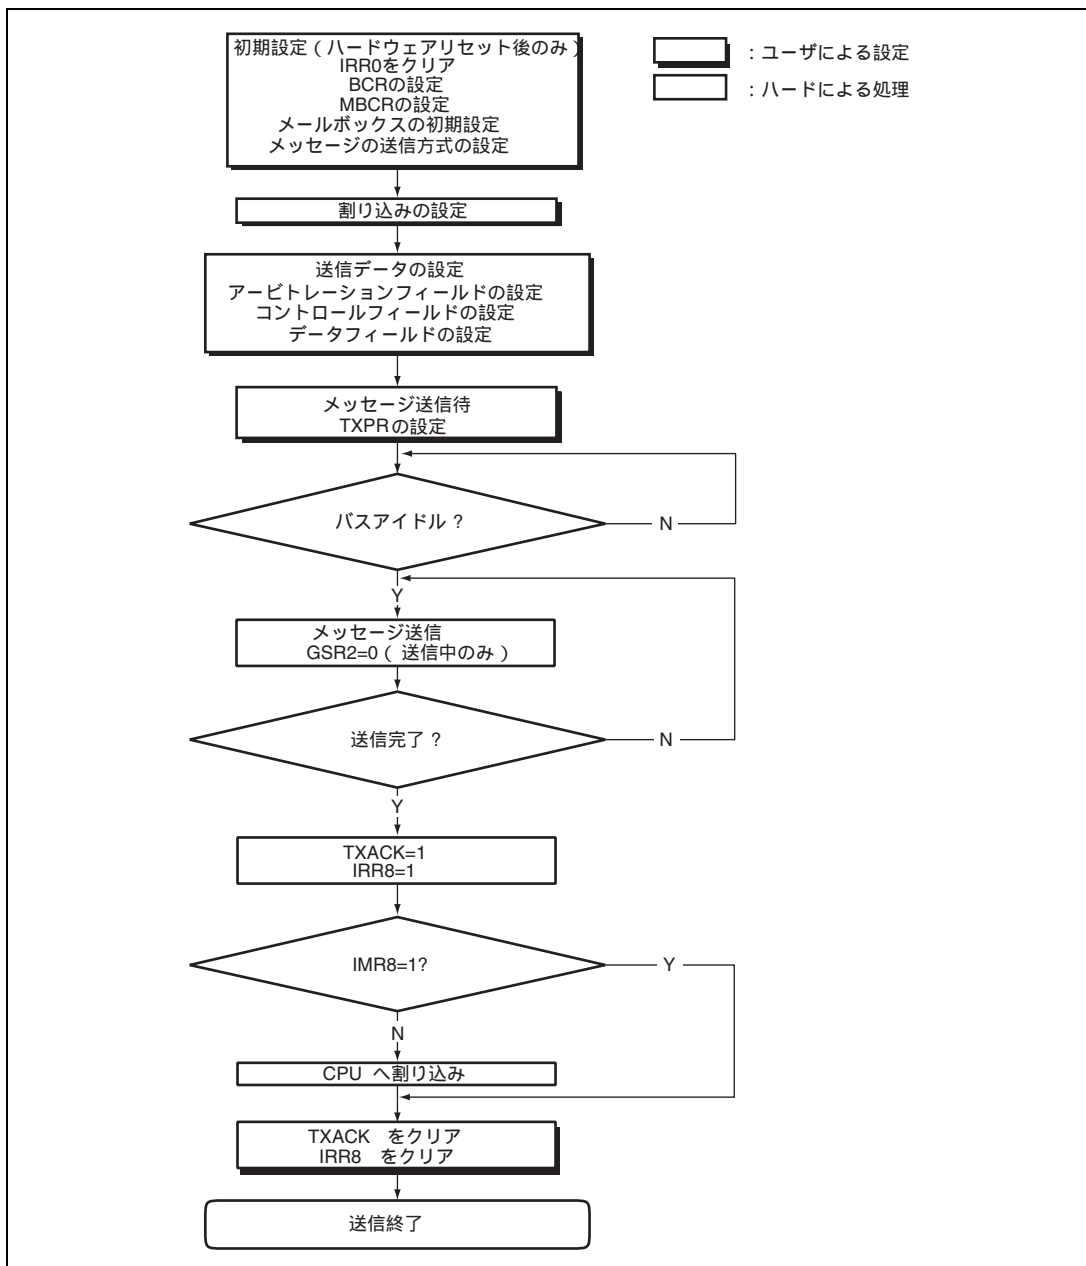 初期設定（ハードウェアリセット後のみ）
IRR0をクリア
BCRの設定
MBCRの設定
メールボックスの初期設定
メッセージの送信方式の設定
：ユーザによる設定
：ハードによる処理
割り込みの設定
送信データの設定
アービトレーションフィールドの設定
コントロールフィールドの設定
データフィールドの設定
メッセージ送信待
TXPRの設定
バスアイドル ?
N
Y
メッセージ送信
GSR2=0（ 送信中のみ ）
送信完了 ?
N
Y
TXACK=1
IRR8=1
IMR8=1?
Y
N
CPU へ割り込み
TXACK をクリア
IRR8 をクリア
送信終了